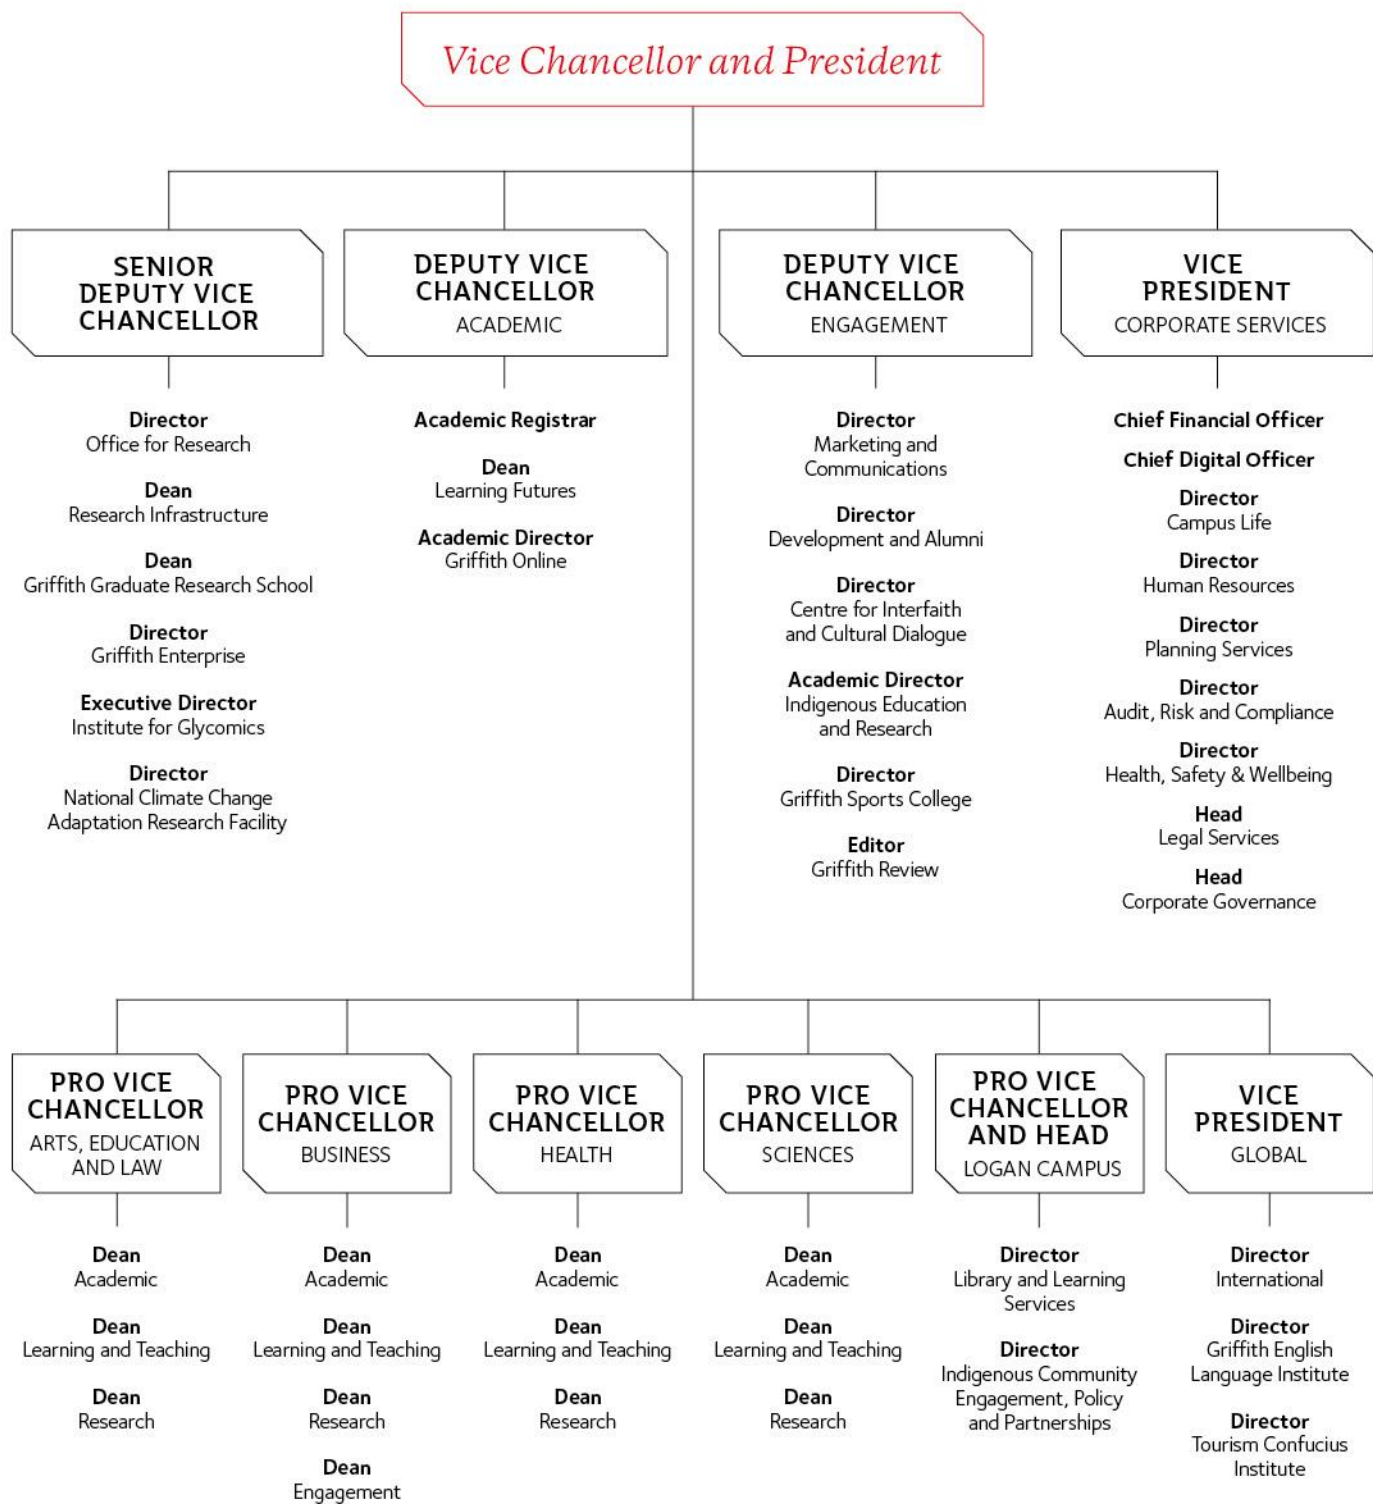 Vice Chancellor and President
SENIOR
DEPUTY VICE
CHANCELLOR
Director
Office for Research
Dean
Research Infrastructure
Dean
Griffith Graduate Research School
Director
Griffith Enterprise
Executive Director
Institute for Glycomics
Director
National Climate Change
Adaptation Research Facility
DEPUTY VICE
CHANCELLOR
ACADEMIC
Academic Registrar
Dean
Learning Futures
Academic Director
Griffith Online
DEPUTY VICE
CHANCELLOR
ENGAGEMENT
Director
Marketing and
Communications
Director
Development and Alumni
Director
Centre for Interfaith
and Cultural Dialogue
Academic Director
Indigenous Education
and Research
Director
Griffith Sports College
Editor
Griffith Review
VICE
PRESIDENT
CORPORATE SERVICES
Chief Financial Officer
Chief Digital Officer
Director
Campus Life
Director
Human Resources
Director
Planning Services
Director
Audit, Risk and Compliance
Director
Health, Safety & Wellbeing
Head
Legal Services
Head
Corporate Governance
PRO VICE
CHANCELLOR
ARTS, EDUCATION
AND LAW
Dean
Academic
Dean
Learning and Teaching
Dean
Research
PRO VICE
CHANCELLOR
BUSINESS
Dean
Academic
Dean
Learning and Teaching
Dean
Research
Dean
Engagement
PRO VICE
CHANCELLOR
HEALTH
Dean
Academic
Dean
Learning and Teaching
Dean
Research
PRO VICE
CHANCELLOR
SCIENCES
Dean
Academic
Dean
Learning and Teaching
Dean
Research
PRO VICE
CHANCELLOR
AND HEAD
LOGAN CAMPUS
Director
Library and Learning
Services
Director
Indigenous Community
Engagement, Policy
and Partnerships
VICE
PRESIDENT
GLOBAL
Director
International
Director
Griffith English
Language Institute
Director
Tourism Confucius
Institute